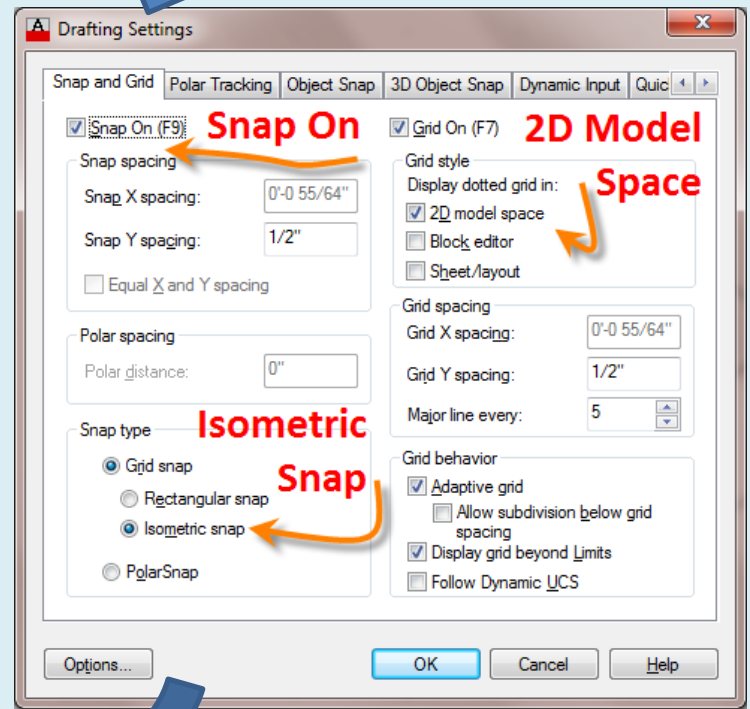 Drafting Settings
Snap and Grid
Polar Tracking
Object Snap
3D Object Snap
Dynamic Input
Quic
Snap On (F9)
Snap On
Snap spacing
Snap X spacing: 0'-0 55/64"
Snap Y spacing: 1/2"
Equal X and Y spacing
Polar spacing
Polar distance: 0"
Snap type
Isometric
Snap
Grid snap
Rectangular snap
Isometric snap
PolarSnap
Grid On (F7)
2D Model
Space
Grid style
Display dotted grid in:
2D model space
Block editor
Sheet/layout
Grid spacing
Grid X spacing: 0'-0 55/64"
Grid Y spacing: 1/2"
Major line every: 5
Grid behavior
Adaptive grid
Allow subdivision below grid
spacing
Display grid beyond Limits
Follow Dynamic UCS
Options...
OK
Cancel
Help